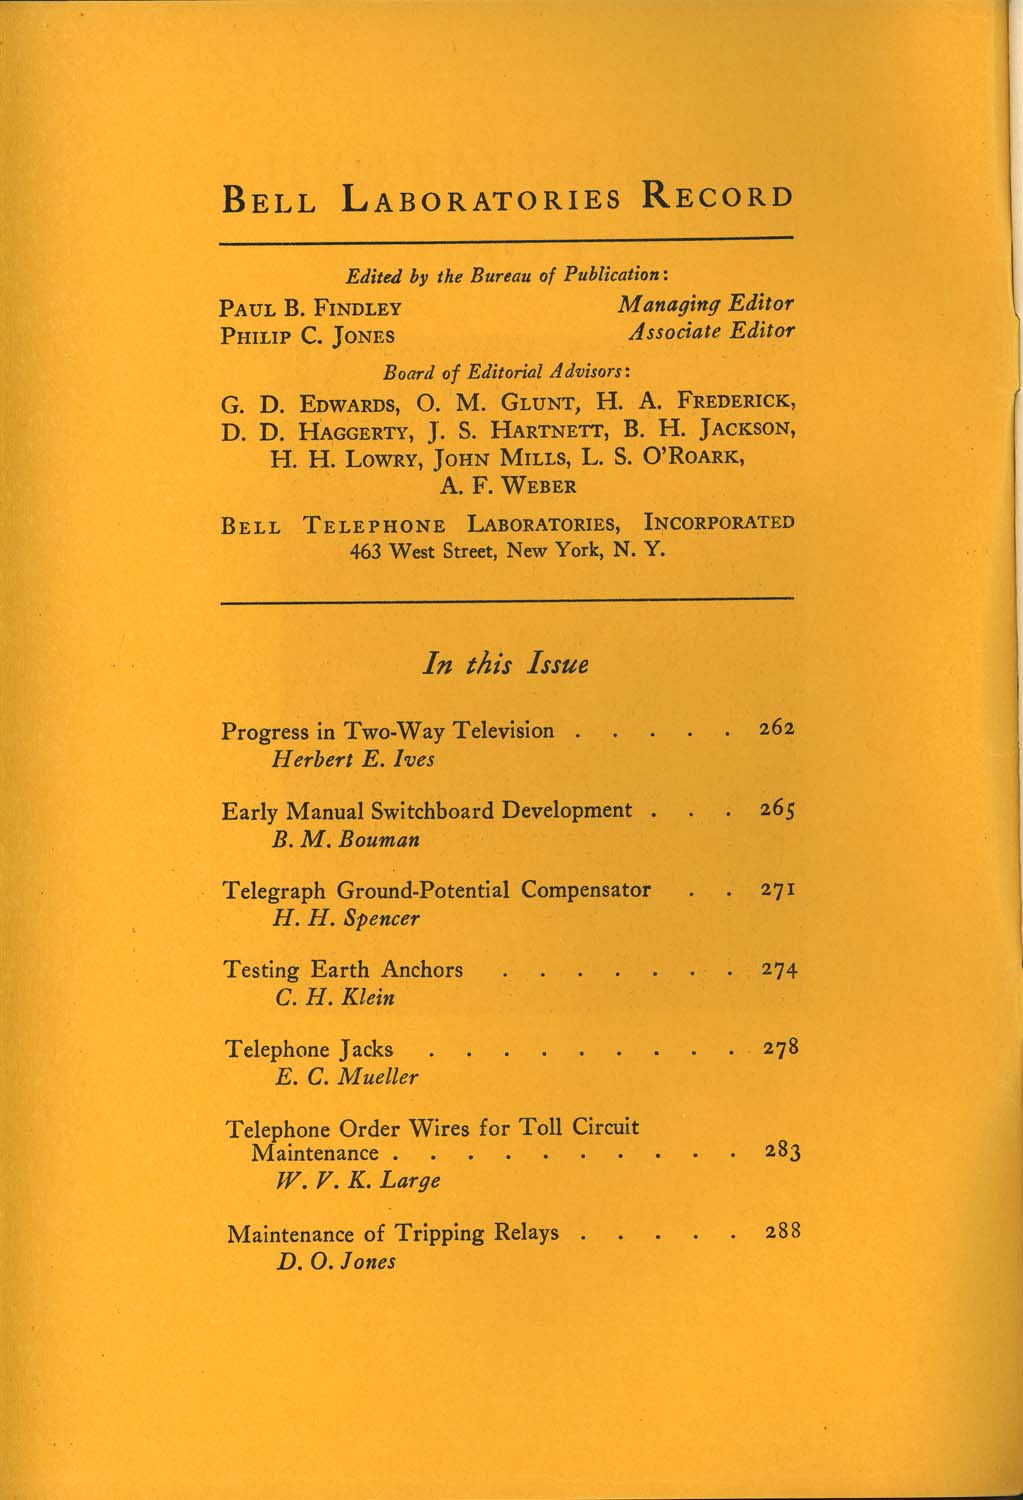 BELL LABORATORIES RECORD
Edited by the Bureau of Publication:
PAUL B. FINDLEY Managing Editor
PHILIP C. JONES Associate Editor
Board of Editorial Advisors:
G. D. EDWARDS, O. M. GLUNT, H. A. FREDERICK,
D. D. HAGGERTY, J. S. HARTNETT, B. H. JACKSON,
H. H. LOWRY, JOHN MILLS, L. S. O'ROARK,
A. F. WEBER
BELL TELEPHONE LABORATORIES, INCORPORATED
463 West Street, New York, N. Y.
In this Issue
Progress in Two-Way Television . . . . . 262
Herbert E. Ives
Early Manual Switchboard Development . . . 265
B. M. Bouman
Telegraph Ground-Potential Compensator . . 271
H. H. Spencer
Testing Earth Anchors . . . . . . . 274
C. H. Klein
Telephone Jacks . . . . . . . . . 278
E. C. Mueller
Telephone Order Wires for Toll Circuit
Maintenance . . . . . . . . . . 283
W. V. K. Large
Maintenance of Tripping Relays . . . . . 288
D. O. Jones